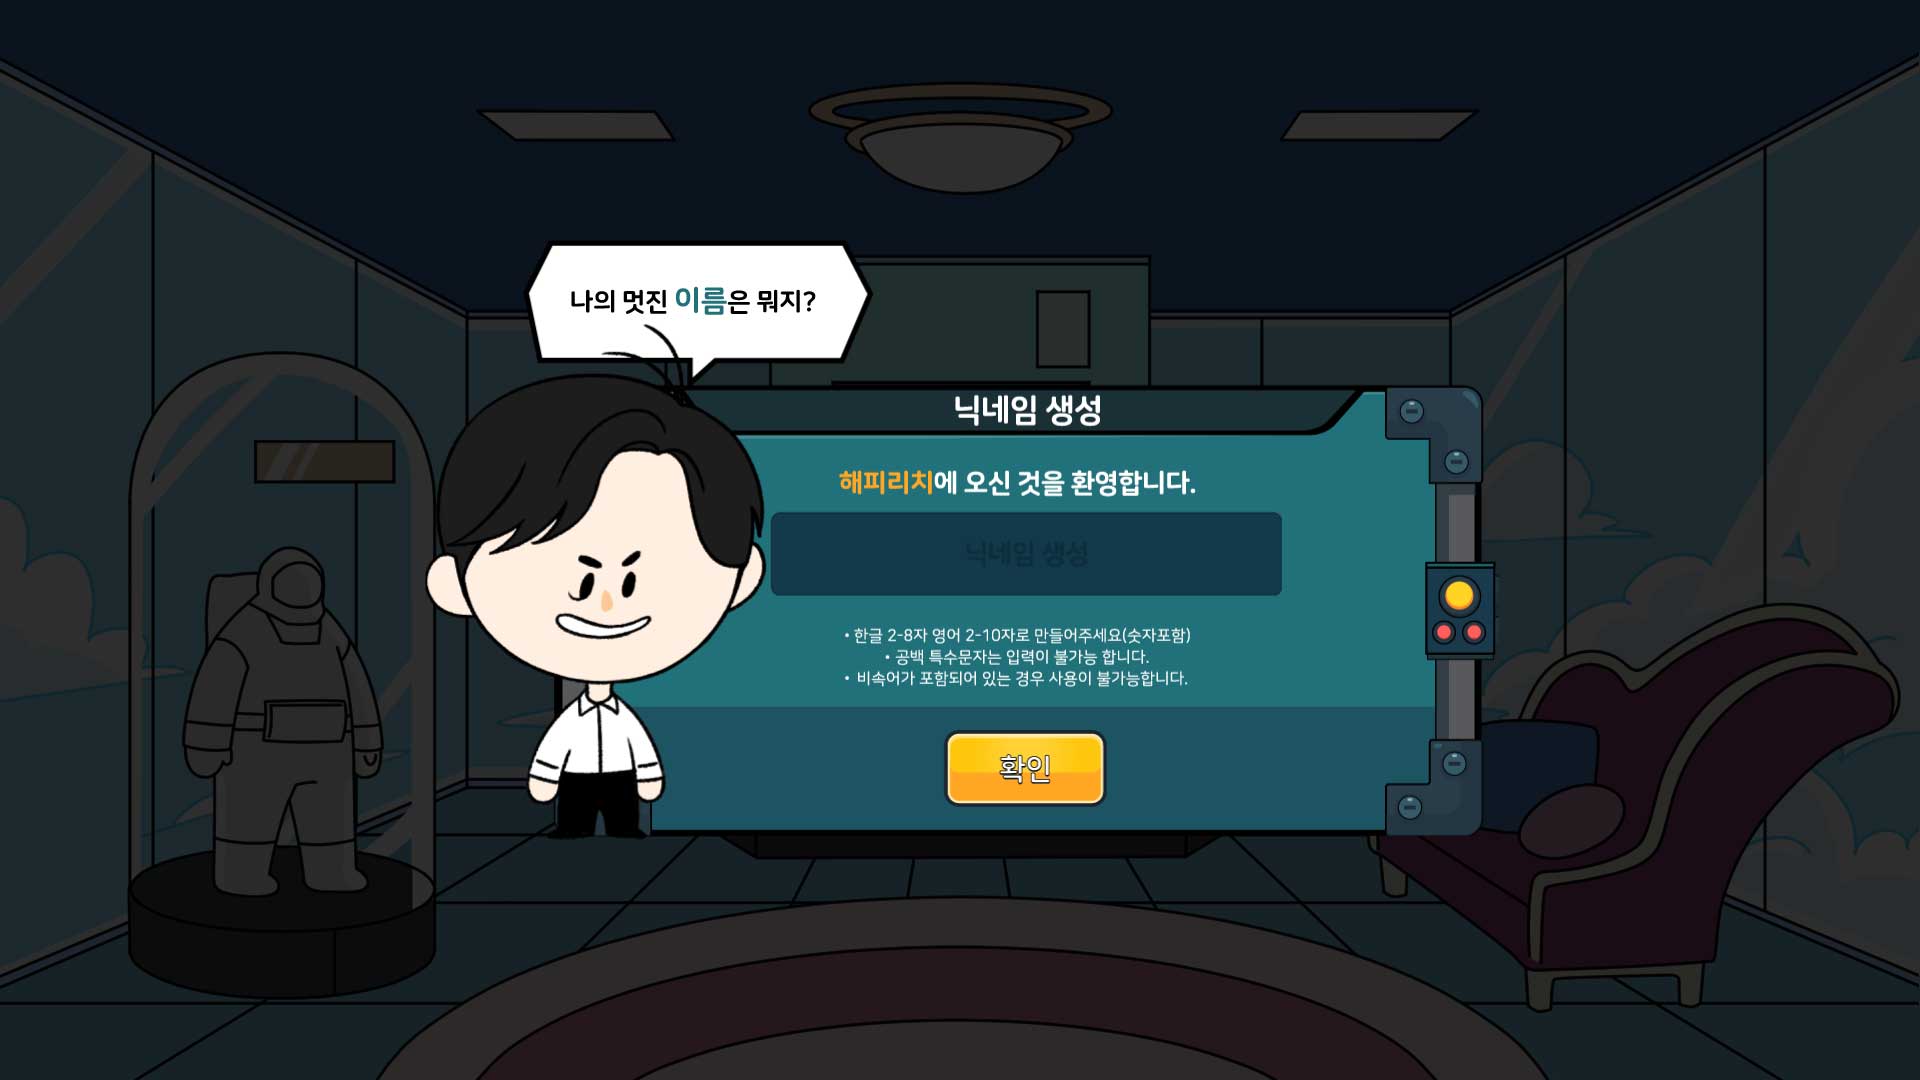 나의 멋진 이름은 뭐지?
닉네임 생성
해피리치에 오신 것을 환영합니다.
닉네임 생성
• 한글 2-8자 영어 2-10자로 만들어주세요(숫자포함)
• 공백 특수문자는 입력이 불가능 합니다.
• 비속어가 포함되어 있는 경우 사용이 불가능합니다.
확인